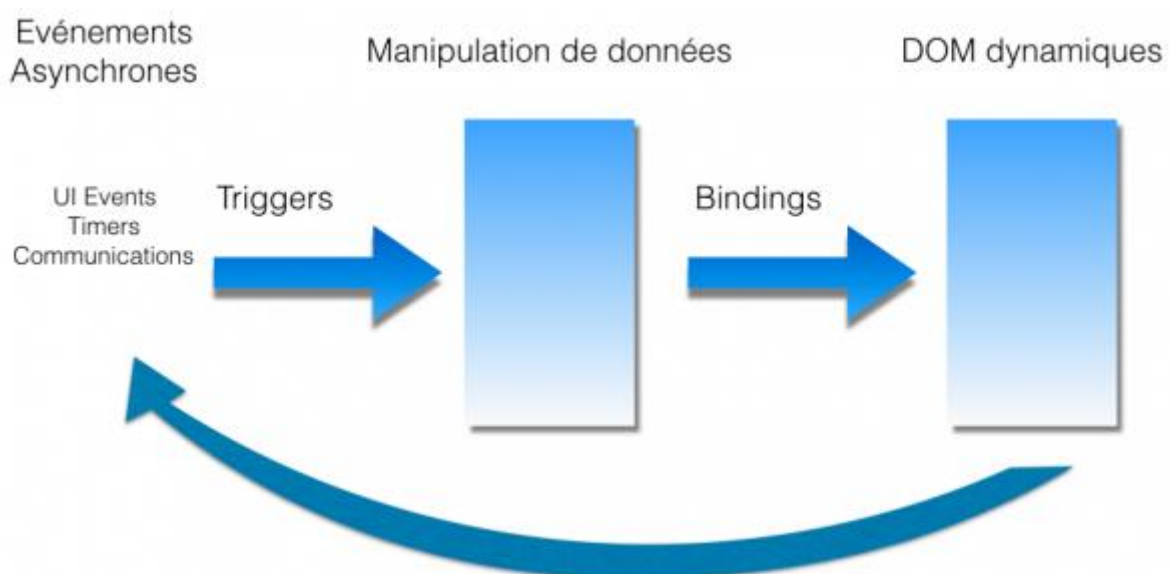 Evénements
Asynchrones
Manipulation de données
DOM dynamiques
UI Events
Timers
Communications
Triggers
Bindings